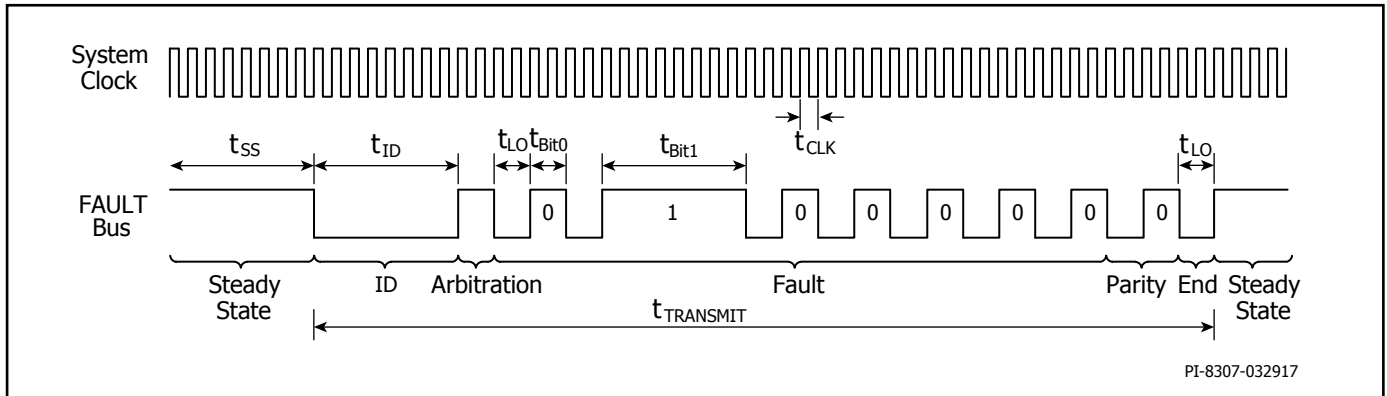 System
Clock
tSS
tID
tLO
tBit0
tBit1
tCLK
tLO
FAULT
Bus
0
1
0
0
0
0
0
0
Steady
State
ID
Arbitration
Fault
Parity
End
Steady
State
tTRANSMIT
PI-8307-032917